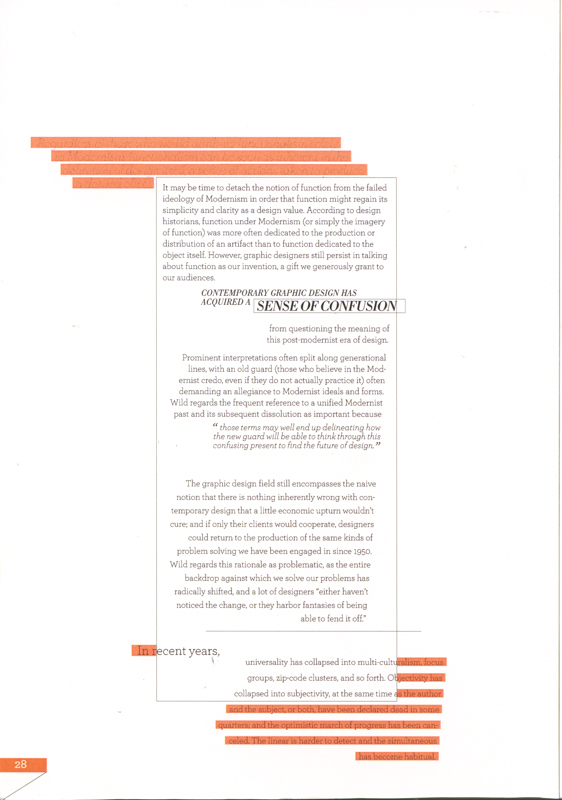 It may be time to detach the notion of function from the failed
ideology of Modernism in order that function might regain its
simplicity and clarity as a design value. According to design
historians, function under Modernism (or simply the imagery
of function) was more often dedicated to the production or
distribution of an artifact than to function dedicated to the
object itself. However, graphic designers still persist in talking
about function as our invention, a gift we generously grant to
our audiences.
CONTEMPORARY GRAPHIC DESIGN HAS
ACQUIRED A SENSE OF CONFUSION
from questioning the meaning of
this post-modernist era of design.
Prominent interpretations often split along generational
lines, with an old guard (those who believe in the Mod-
ernist credo, even if they do not actually practice it) often
demanding an allegiance to Modernist ideals and forms.
Wild regards the frequent reference to a unified Modernist
past and its subsequent dissolution as important because
“ those terms may well end up delineating how
the new guard will be able to think through this
confusing present to find the future of design.”
The graphic design field still encompasses the naive
notion that there is nothing inherently wrong with con-
temporary design that a little economic upturn wouldn’t
cure; and if only their clients would cooperate, designers
could return to the production of the same kinds of
problem solving we have been engaged in since 1950.
Wild regards this rationale as problematic, as the entire
backdrop against which we solve our problems has
radically shifted, and a lot of designers “either haven’t
noticed the change, or they harbor fantasies of being
able to fend it off.”
In recent years,
universality has collapsed into multi-culturalism, focus
groups, zip-code clusters, and so forth. Objectivity has
collapsed into subjectivity, at the same time as the author
and the subject, or both, have been declared dead in some
quarters; and the optimistic march of progress has been can-
celed. The linear is harder to detect and the simultaneous
has become habitual.
28